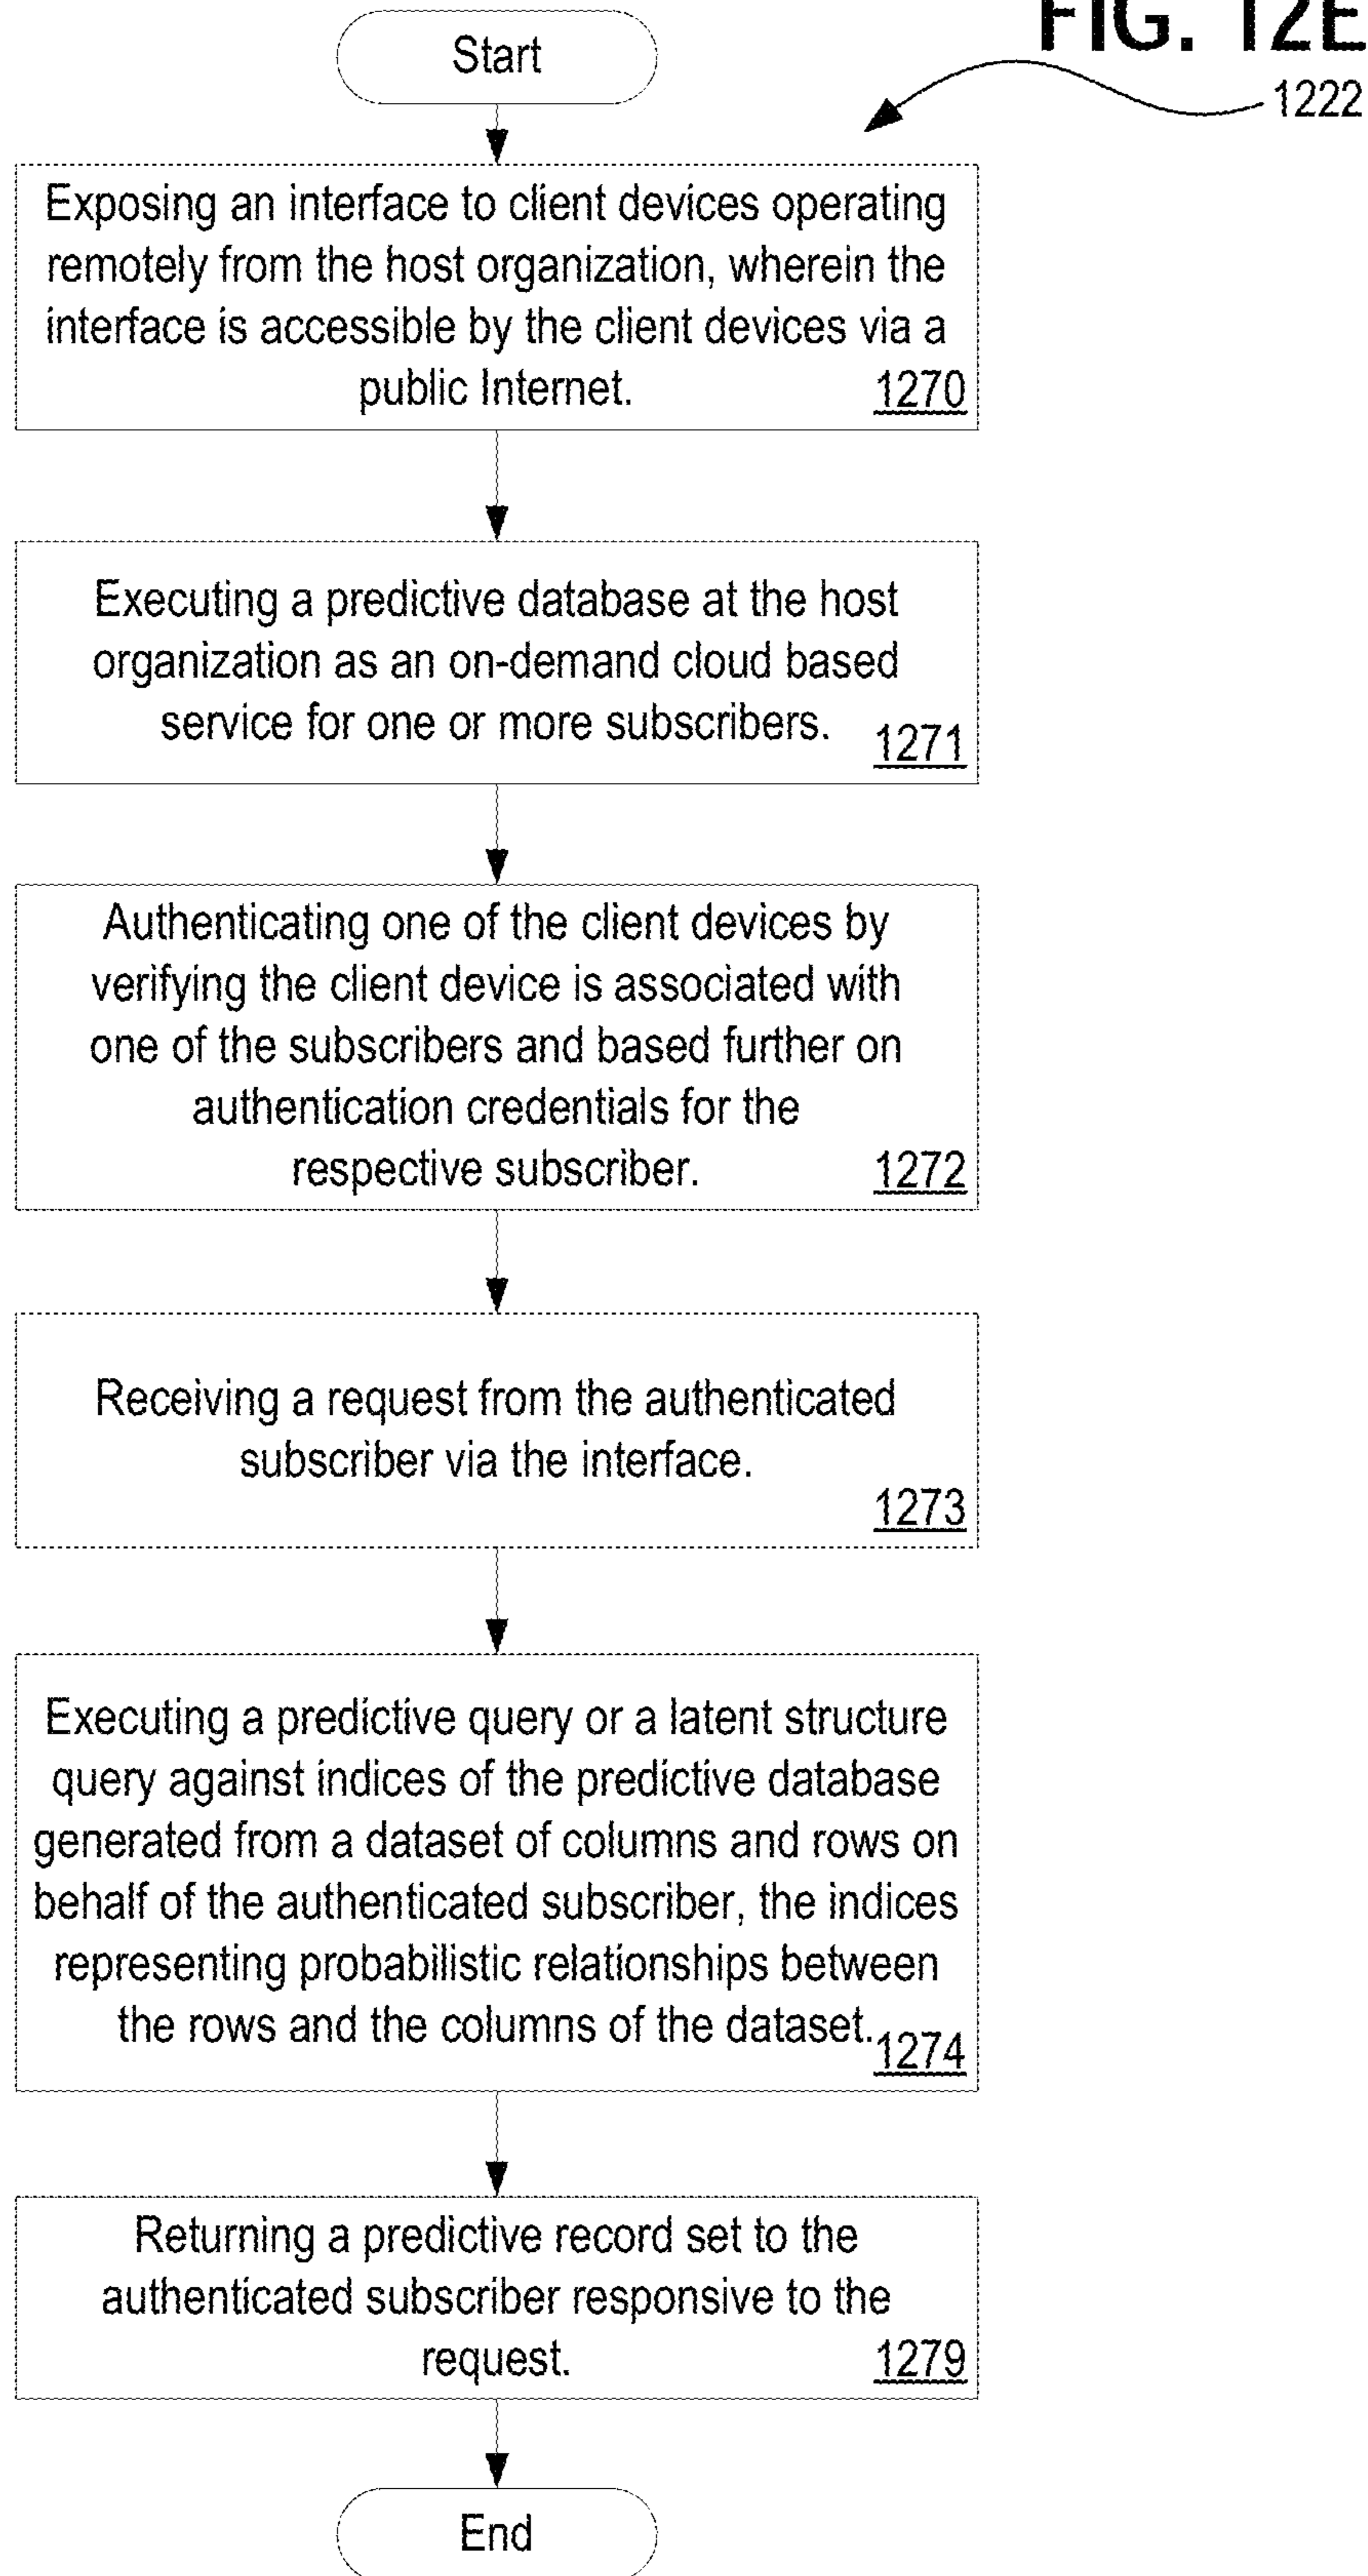 FIG. 12E
1222
Start
Exposing an interface to client devices operating
remotely from the host organization, wherein the
interface is accessible by the client devices via a
public Internet.
1270
Executing a predictive database at the host
organization as an on-demand cloud based
service for one or more subscribers.
1271
Authenticating one of the client devices by
verifying the client device is associated with
one of the subscribers and based further on
authentication credentials for the
respective subscriber.
1272
Receiving a request from the authenticated
subscriber via the interface.
1273
Executing a predictive query or a latent structure
query against indices of the predictive database
generated from a dataset of columns and rows on
behalf of the authenticated subscriber, the indices
representing probabilistic relationships between
the rows and the columns of the dataset.
1274
Returning a predictive record set to the
authenticated subscriber responsive to the
request.
1279
End